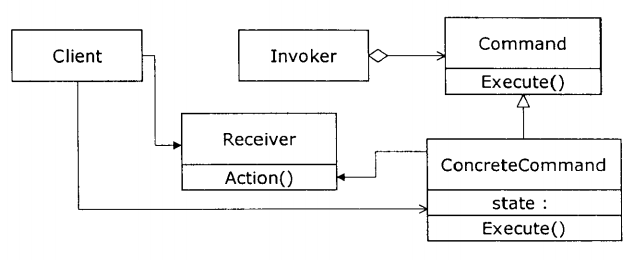 Client
Invoker
Command
Execute()
Receiver
Action()
ConcreteCommand
state :
Execute()